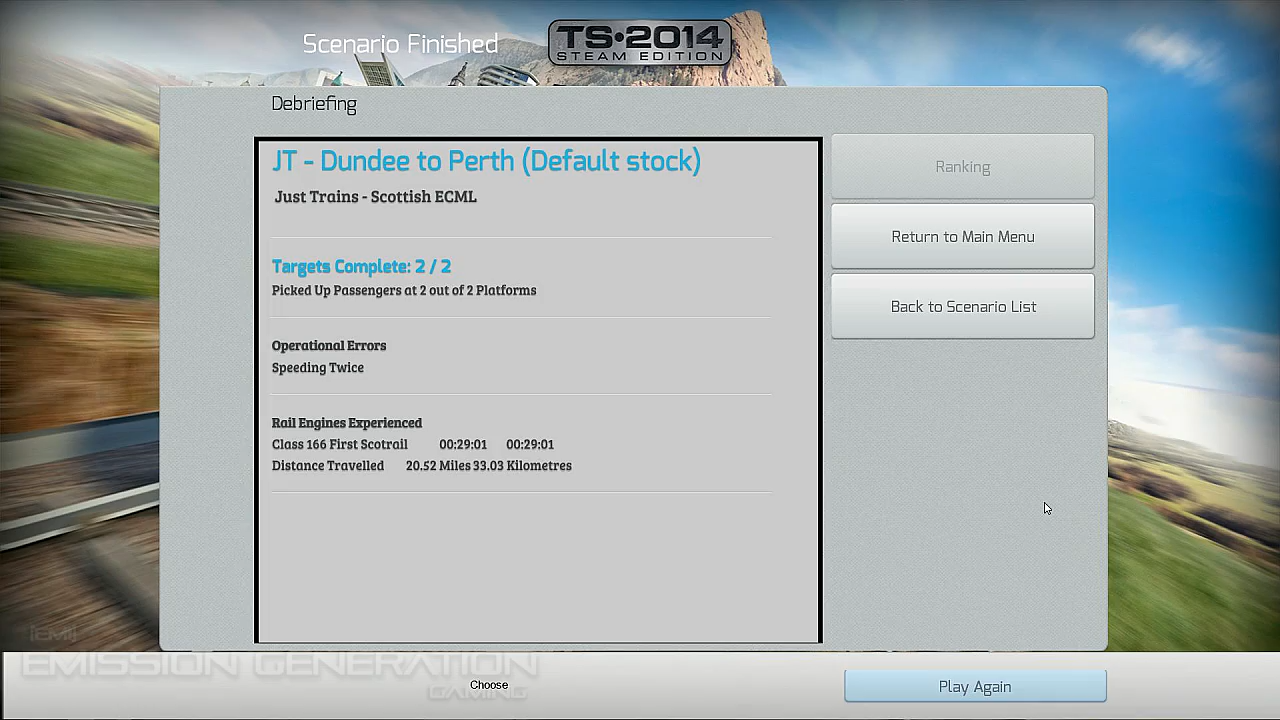 Scenario Finished
TS·2014
STEAM EDITION
Debriefing
JT - Dundee to Perth (Default stock)
Just Trains - Scottish ECML
Targets Complete: 2 / 2
Picked Up Passengers at 2 out of 2 Platforms
Operational Errors
Speeding Twice
Rail Engines Experienced
Class 166 First Scotrail 00:29:01 00:29:01
Distance Travelled 20.52 Miles 33.03 Kilometres
Ranking
Return to Main Menu
Back to Scenario List
EMISSION GENERATION
GAMING
Choose
Play Again